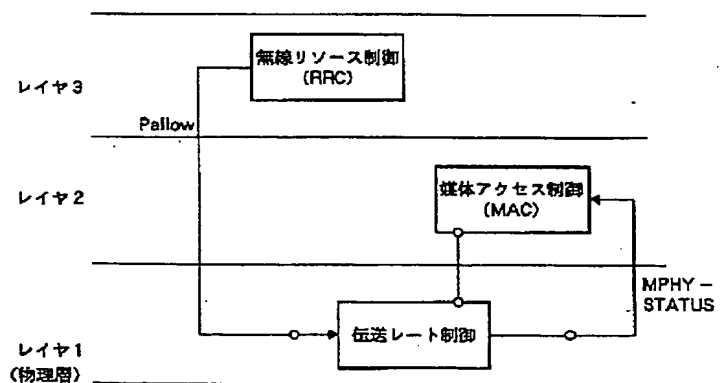 無線リソース制御
(RRC)
レイヤ3
Pallow
レイヤ2
媒体アクセス制御
(MAC)
MPHY－
STATUS
伝送レート制御
レイヤ1
(物理層)